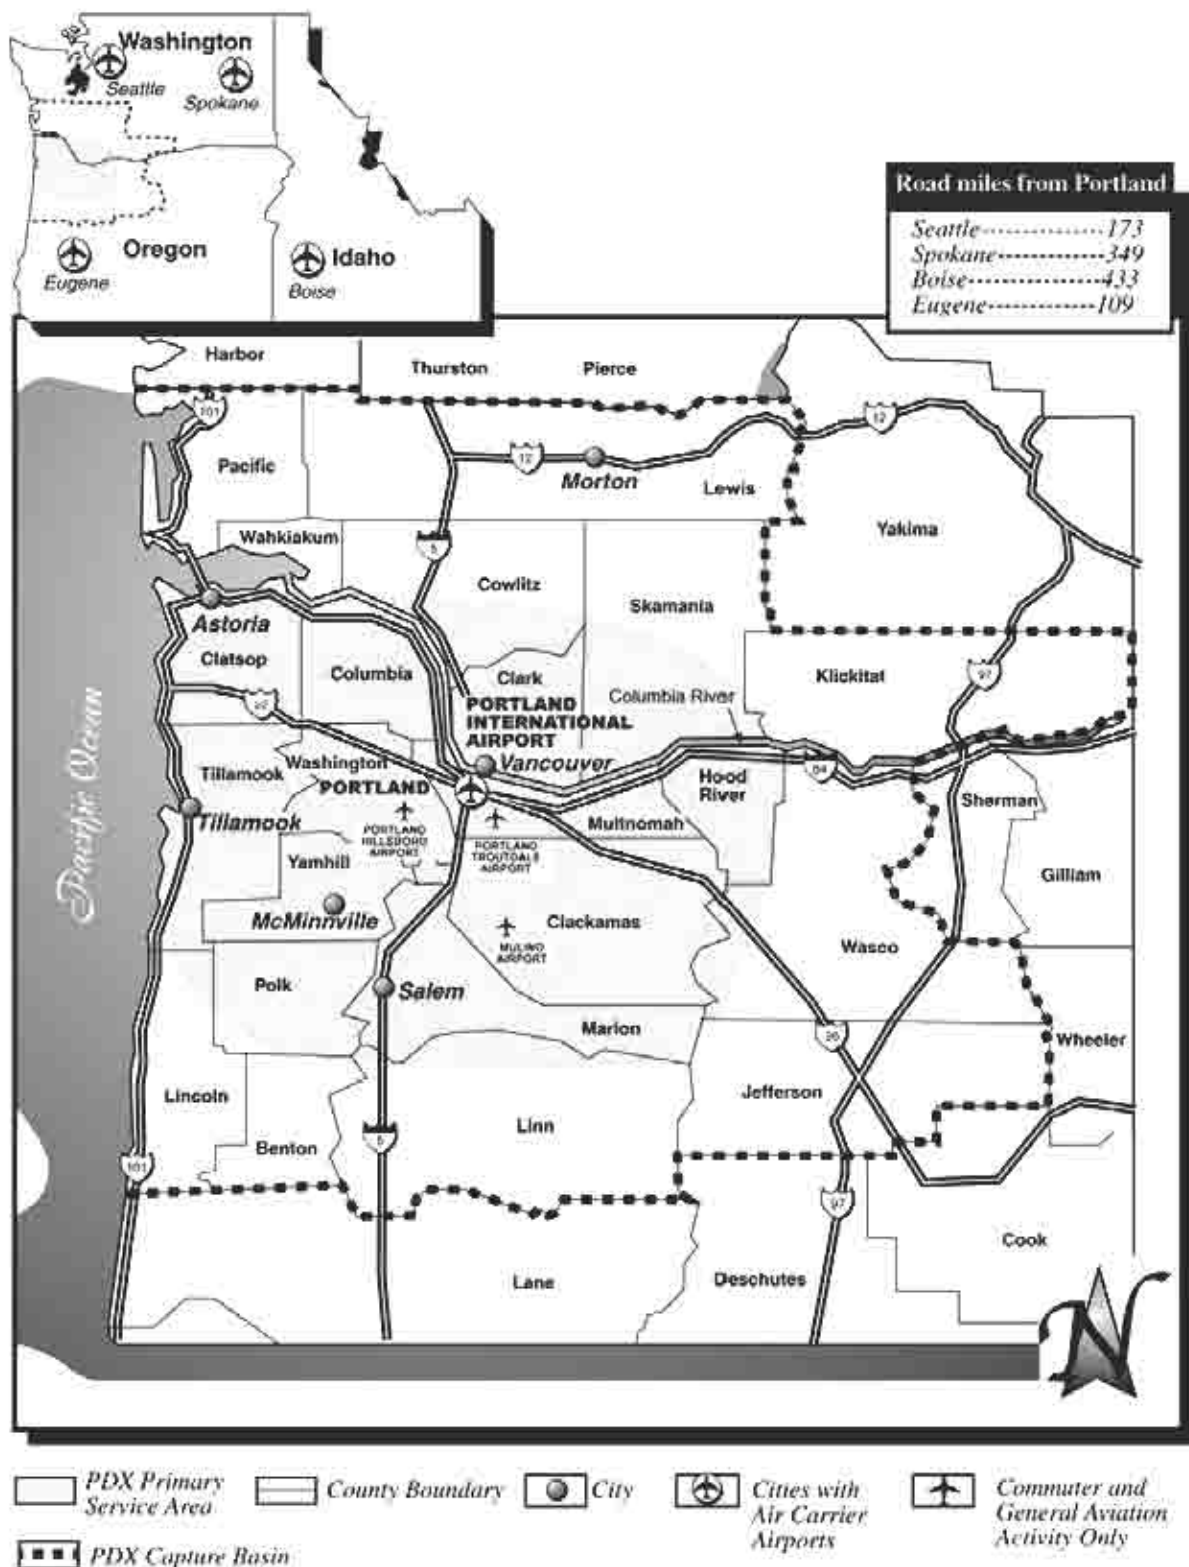 Washington
Seattle
Spokane
Oregon
Eugene
Idaho
Boise
Road miles from Portland
Seattle 173
Spokane 349
Boise 433
Eugene 109
Harbor
Thurston
Pierce
101
12
12
Pacific
Morton
Lewis
Wahkiakum
5
Yakima
Cowlitz
Skamania
Astoria
Clatsop
Columbia
Clark
Klickitat
97
Columbia River
PORTLAND
INTERNATIONAL
AIRPORT
Pacific Ocean
Tillamook
Washington
Vancouver
84
PORTLAND
Hood
River
Sherman
Tillamook
PORTLAND
HILLSBORO
AIRPORT
Multnomah
PORTLAND
TROUTDALE
AIRPORT
Yamhill
Gilliam
McMinnville
Clackamas
MULINO
AIRPORT
Wasco
Polk
Salem
Marion
26
Wheeler
Lincoln
Jefferson
5
Linn
Benton
101
97
Cook
Lane
Deschutes
N
PDX Primary
Service Area
County Boundary
City
Cities with
Air Carrier
Airports
Commuter and
General Aviation
Activity Only
PDX Capture Basin